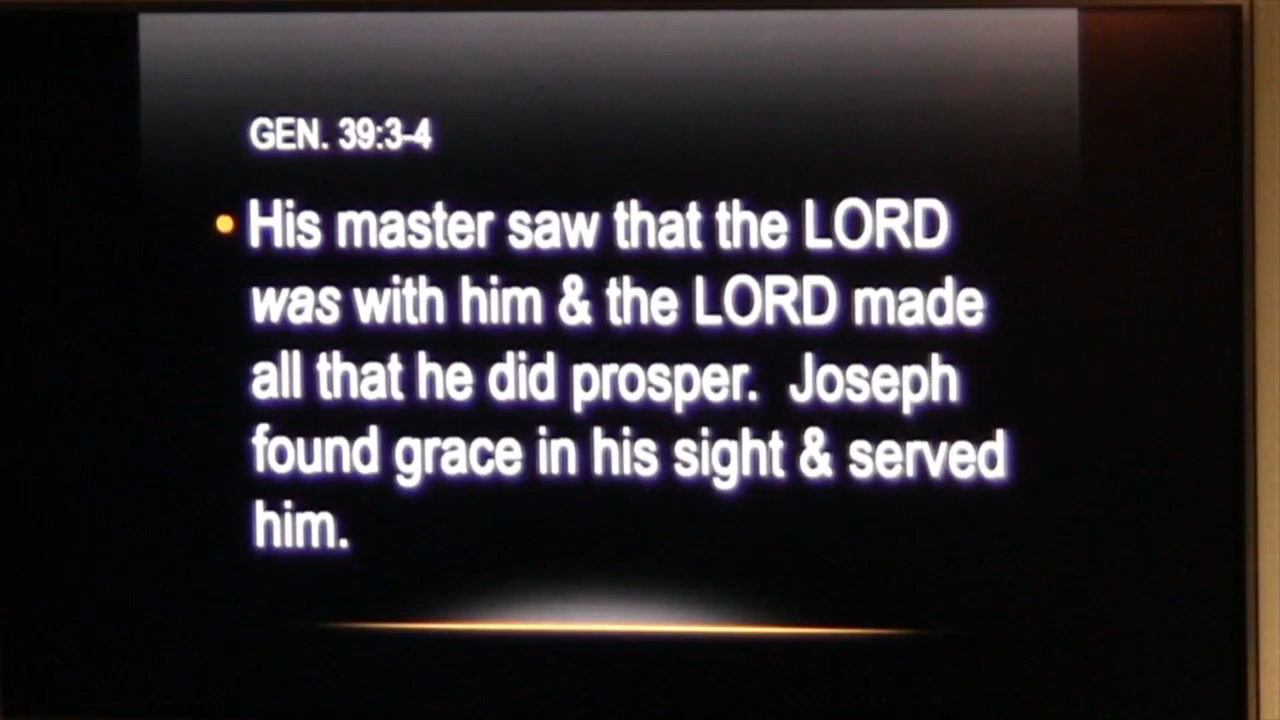 GEN. 39:3-4
• His master saw that the LORD
was with him & the LORD made
all that he did prosper.  Joseph
found grace in his sight & served
him.